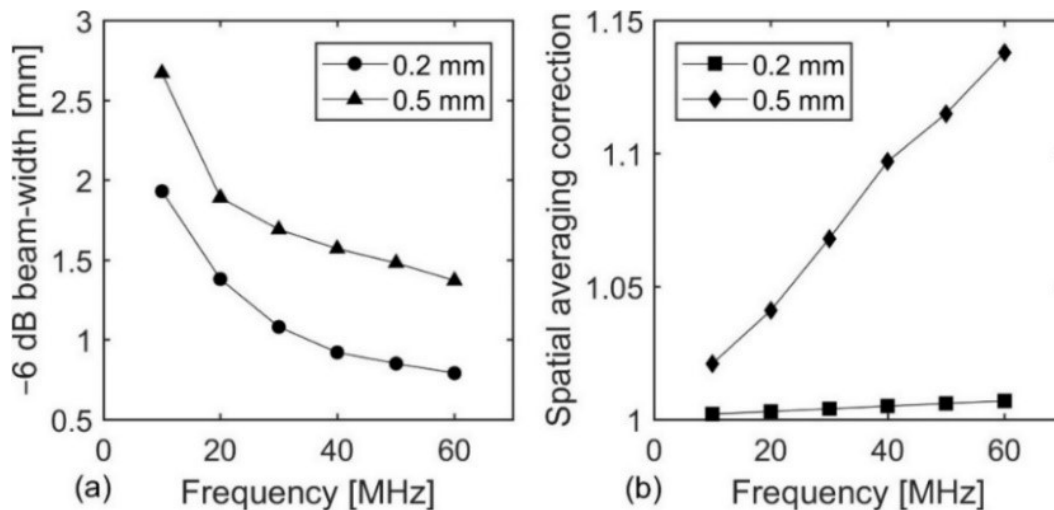 3
2.5
2
1.5
1
0.5
0 20 40 60
−6 dB beam-width [mm]
0.2 mm
0.5 mm
(a) Frequency [MHz]
1.15
1.1
1.05
1
0 20 40 60
Spatial averaging correction
0.2 mm
0.5 mm
(b) Frequency [MHz]